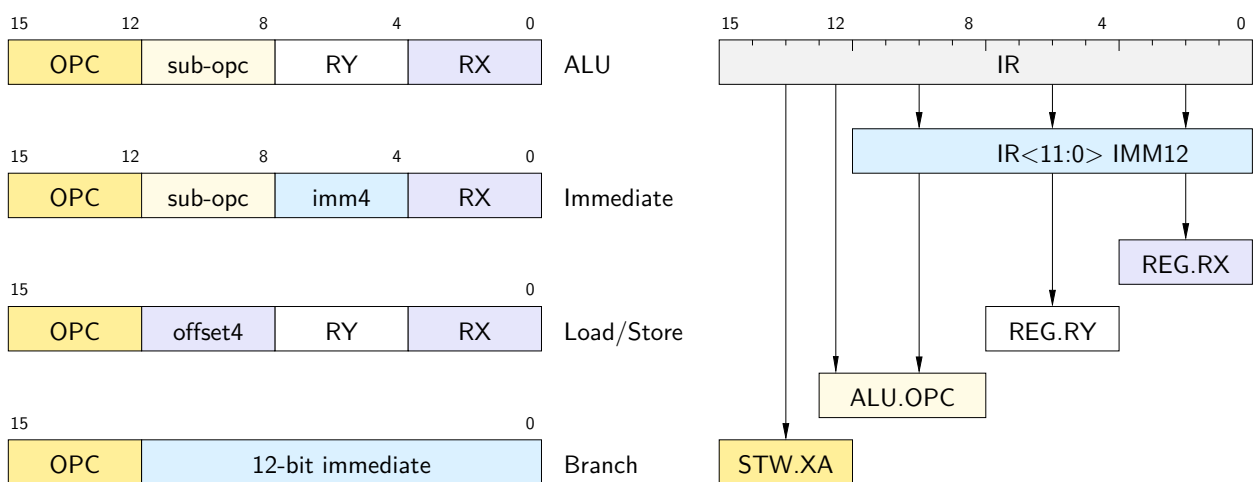 15 12 8 4 0
OPC sub-opc RY RX ALU
15 12 8 4 0
OPC sub-opc imm4 RX Immediate
15 0
OPC offset4 RY RX Load/Store
15 0
OPC 12-bit immediate Branch
15 12 8 4 0
IR
IR<11:0> IMM12
REG.RX
REG.RY
ALU.OPC
STW.XA